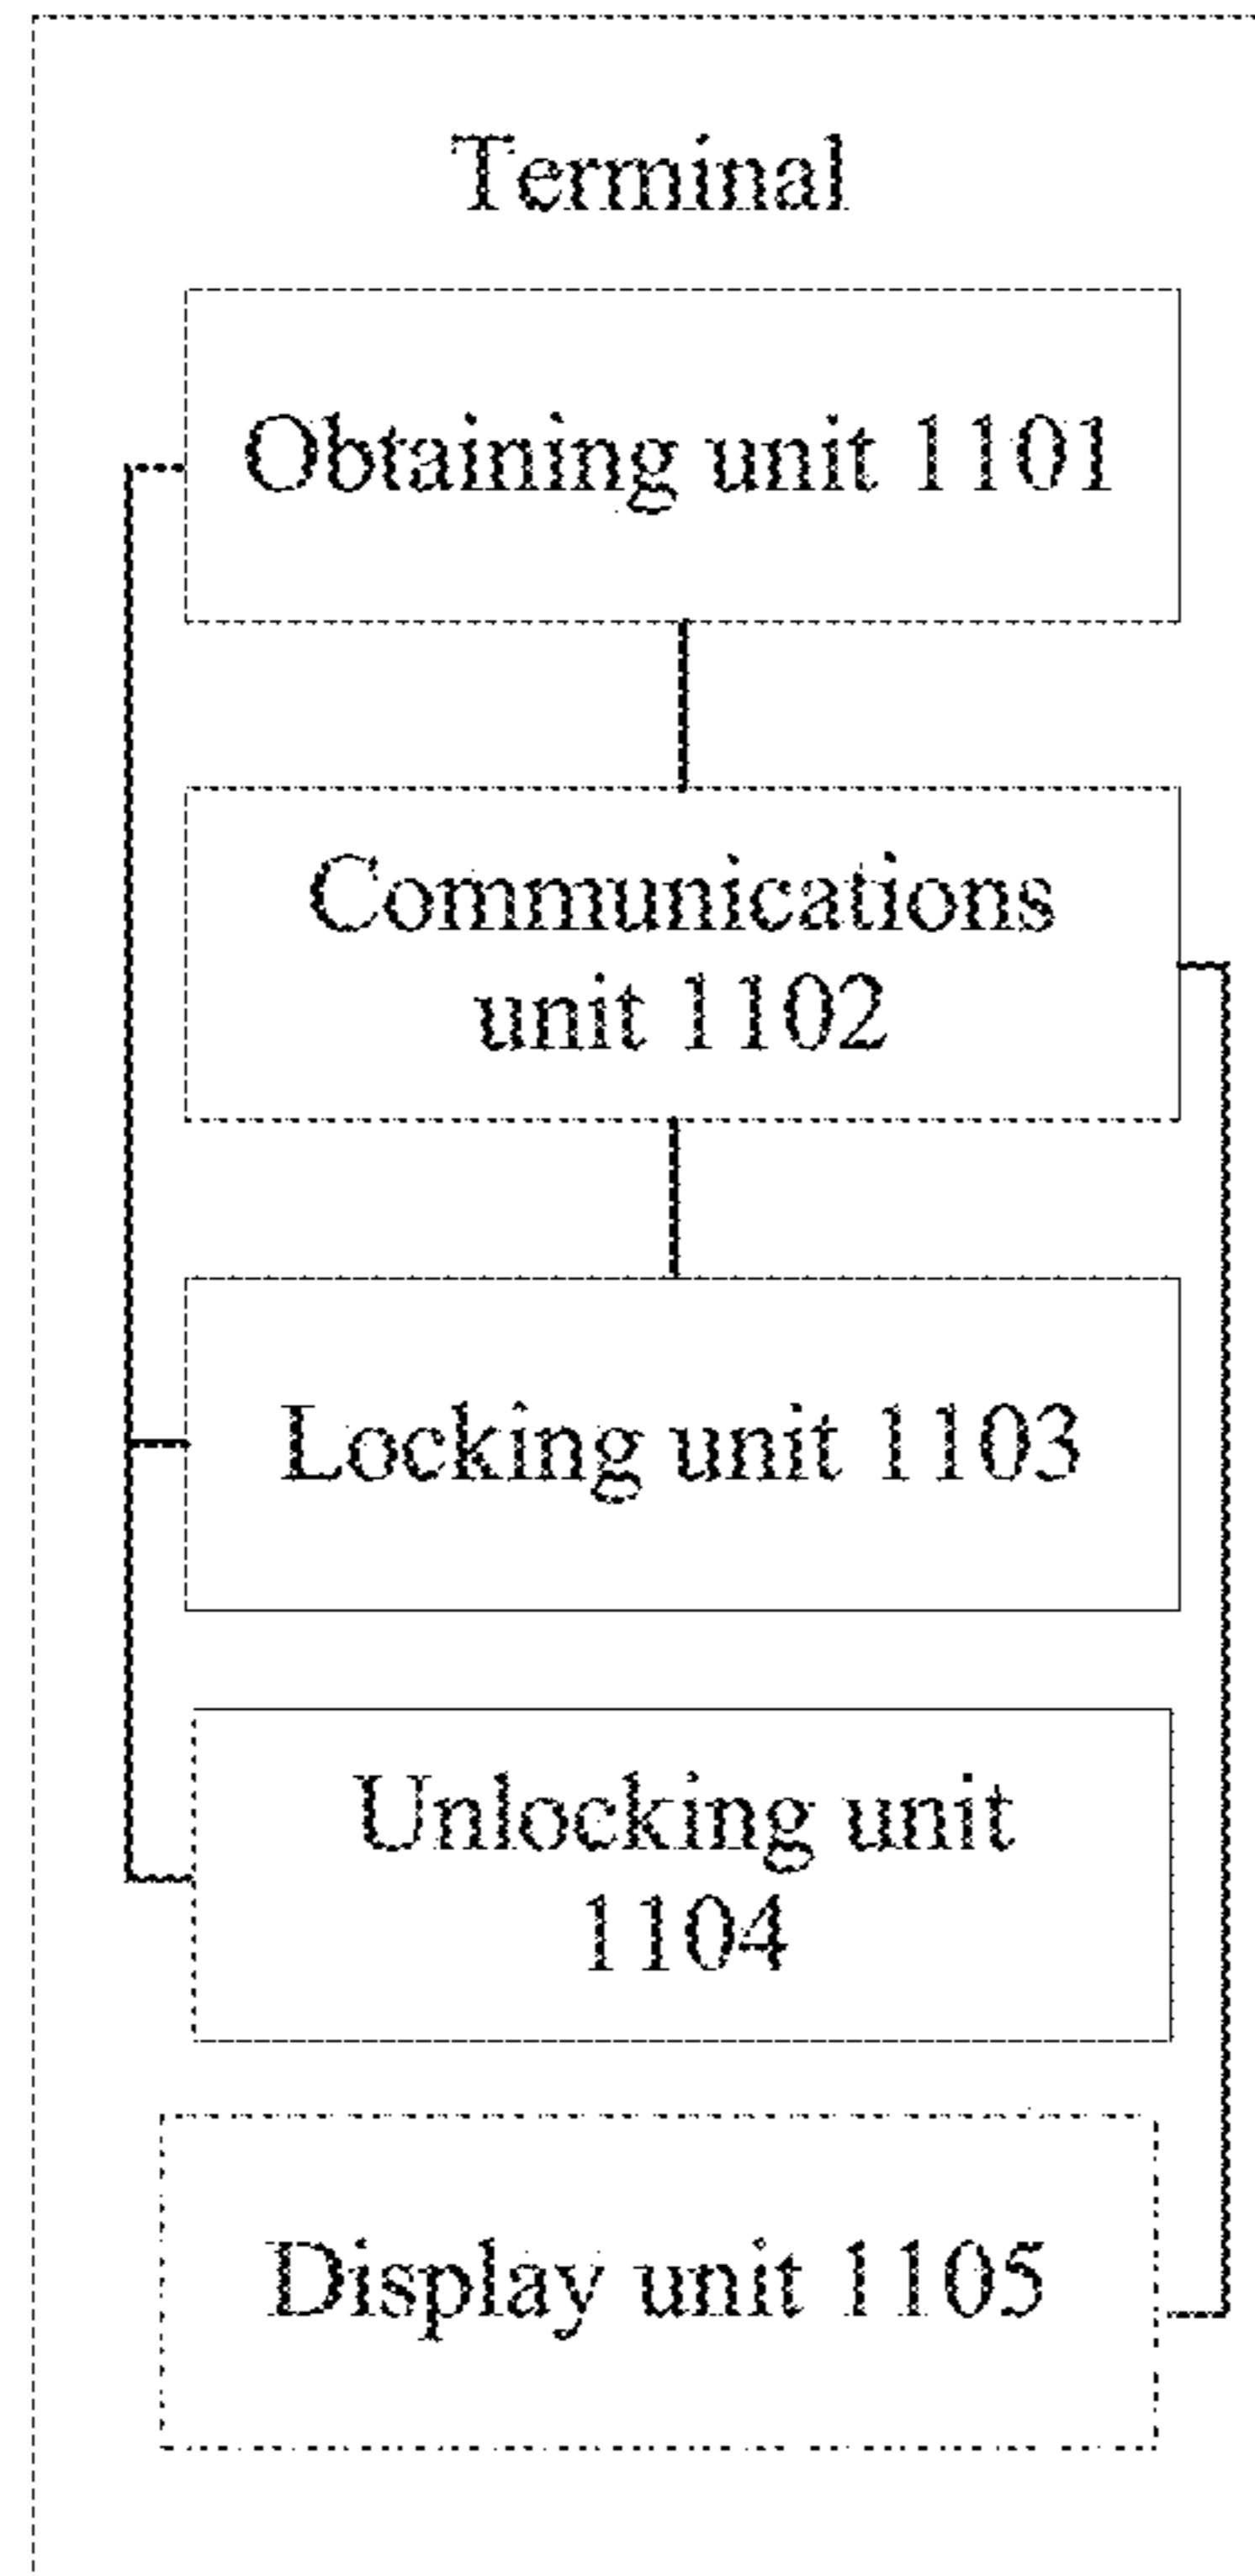 Terminal
Obtaining unit 1101
Communications
unit 1102
Locking unit 1103
Unlocking unit
1104
Display unit 1105